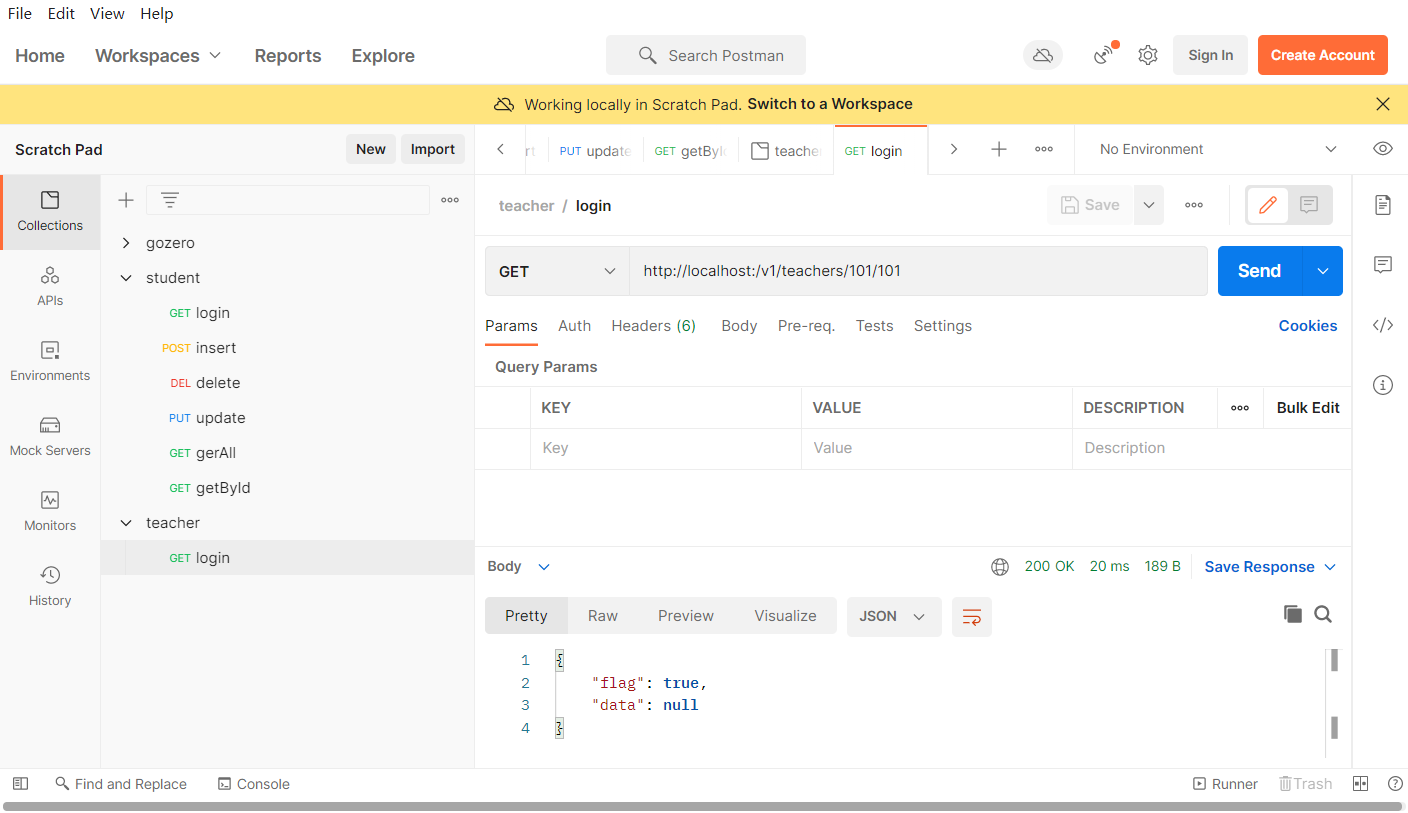 File Edit View Help
Home Workspaces Reports Explore Search Postman Sign In Create Account
Working locally in Scratch Pad. Switch to a Workspace
Scratch Pad New Import
PUT update GET getById teacher GET login No Environment
Collections
APIs
Environments
Mock Servers
Monitors
History
gozero
student
GET login
POST insert
DEL delete
PUT update
GET gerAll
GET getById
teacher
GET login
teacher / login Save
GET http://localhost:/v1/teachers/101/101 Send
Params Auth Headers (6) Body Pre-req. Tests Settings Cookies
Query Params
KEY VALUE DESCRIPTION Bulk Edit
Key Value Description
Body 200 OK 20 ms 189 B Save Response
Pretty Raw Preview Visualize JSON
1 {
2 "flag": true,
3 "data": null
4 }
Find and Replace Console Runner Trash